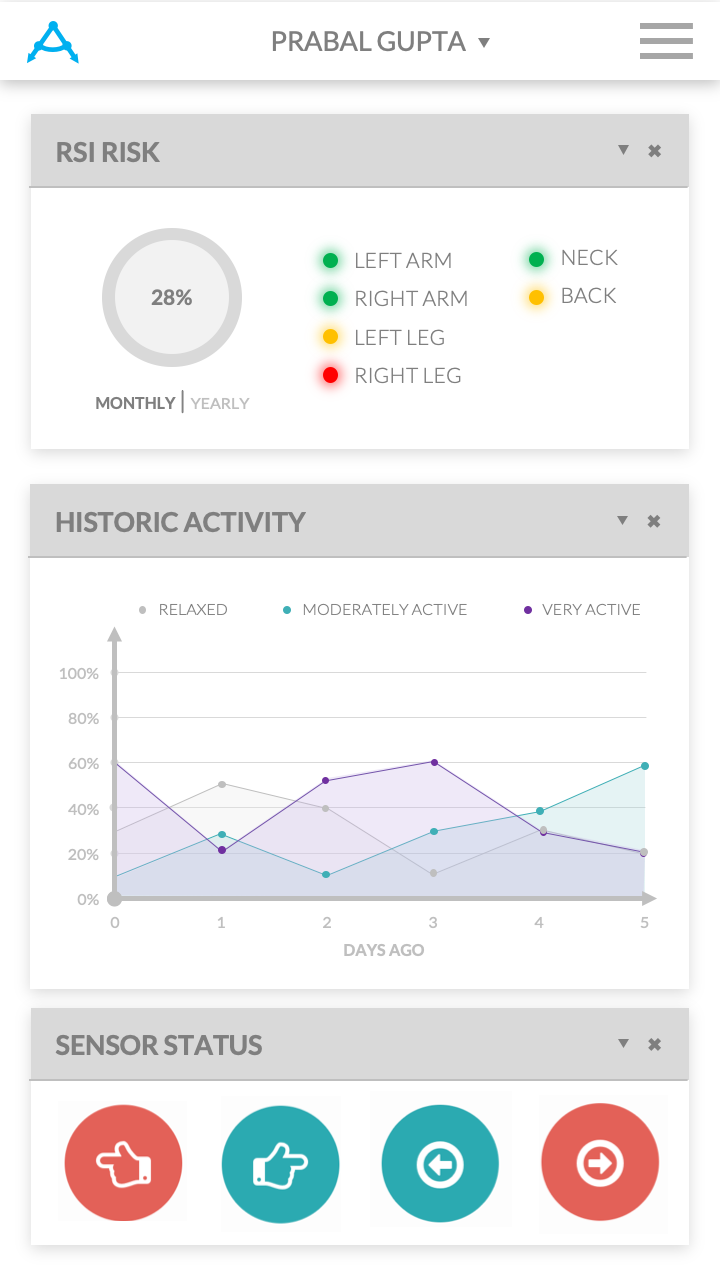 PRABAL GUPTA
RSI RISK
28%
MONTHLY | YEARLY
LEFT ARM
RIGHT ARM
LEFT LEG
RIGHT LEG
NECK
BACK
HISTORIC ACTIVITY
RELAXED MODERATELY ACTIVE VERY ACTIVE
100%
80%
60%
40%
20%
0%
0 1 2 3 4 5
DAYS AGO
SENSOR STATUS